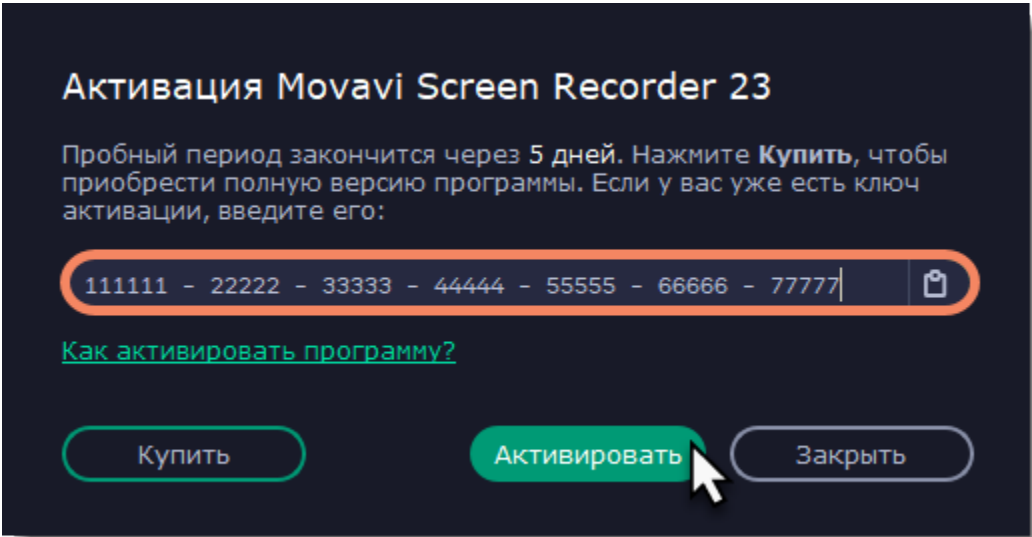 Активация Movavi Screen Recorder 23
Пробный период закончится через 5 дней. Нажмите Купить, чтобы
приобрести полную версию программы. Если у вас уже есть ключ
активации, введите его:
111111 - 22222 - 33333 - 44444 - 55555 - 66666 - 77777
Как активировать программу?
Купить
Активировать
Закрыть